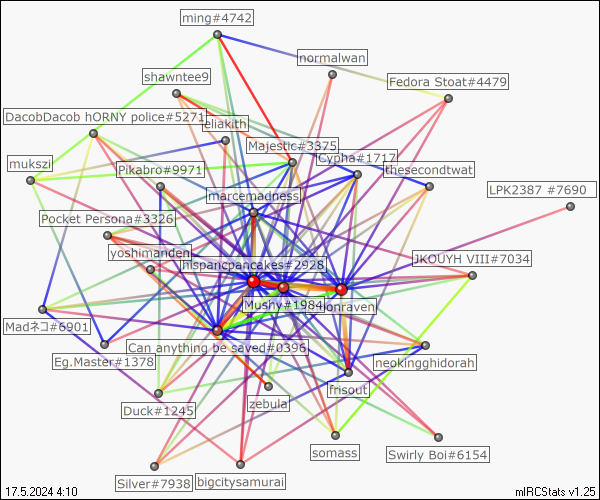 ming#4742
normalwan
shawntee9
Fedora Stoat#4479
DacobDacob hORNY police#5271
eliakith
Majestic#3375
Cypha#1717
mukszi
Pikabro#9971
thesecondtwat
LPK2387 #7690
marcemadness
Pocket Persona#3326
yoshimanden
hispancpancakes#2928
JKOUYH VIII#7034
Mushy#1984
onraven
Madネコ#6901
Can anything be saved#0396
Eg.Master#1378
neokingghidorah
frisout
Duck#1245
zebula
somass
Swirly Boi#6154
Silver#7938
bigcitysamurai
17.5.2024 4:10
mIRCStats v1.25